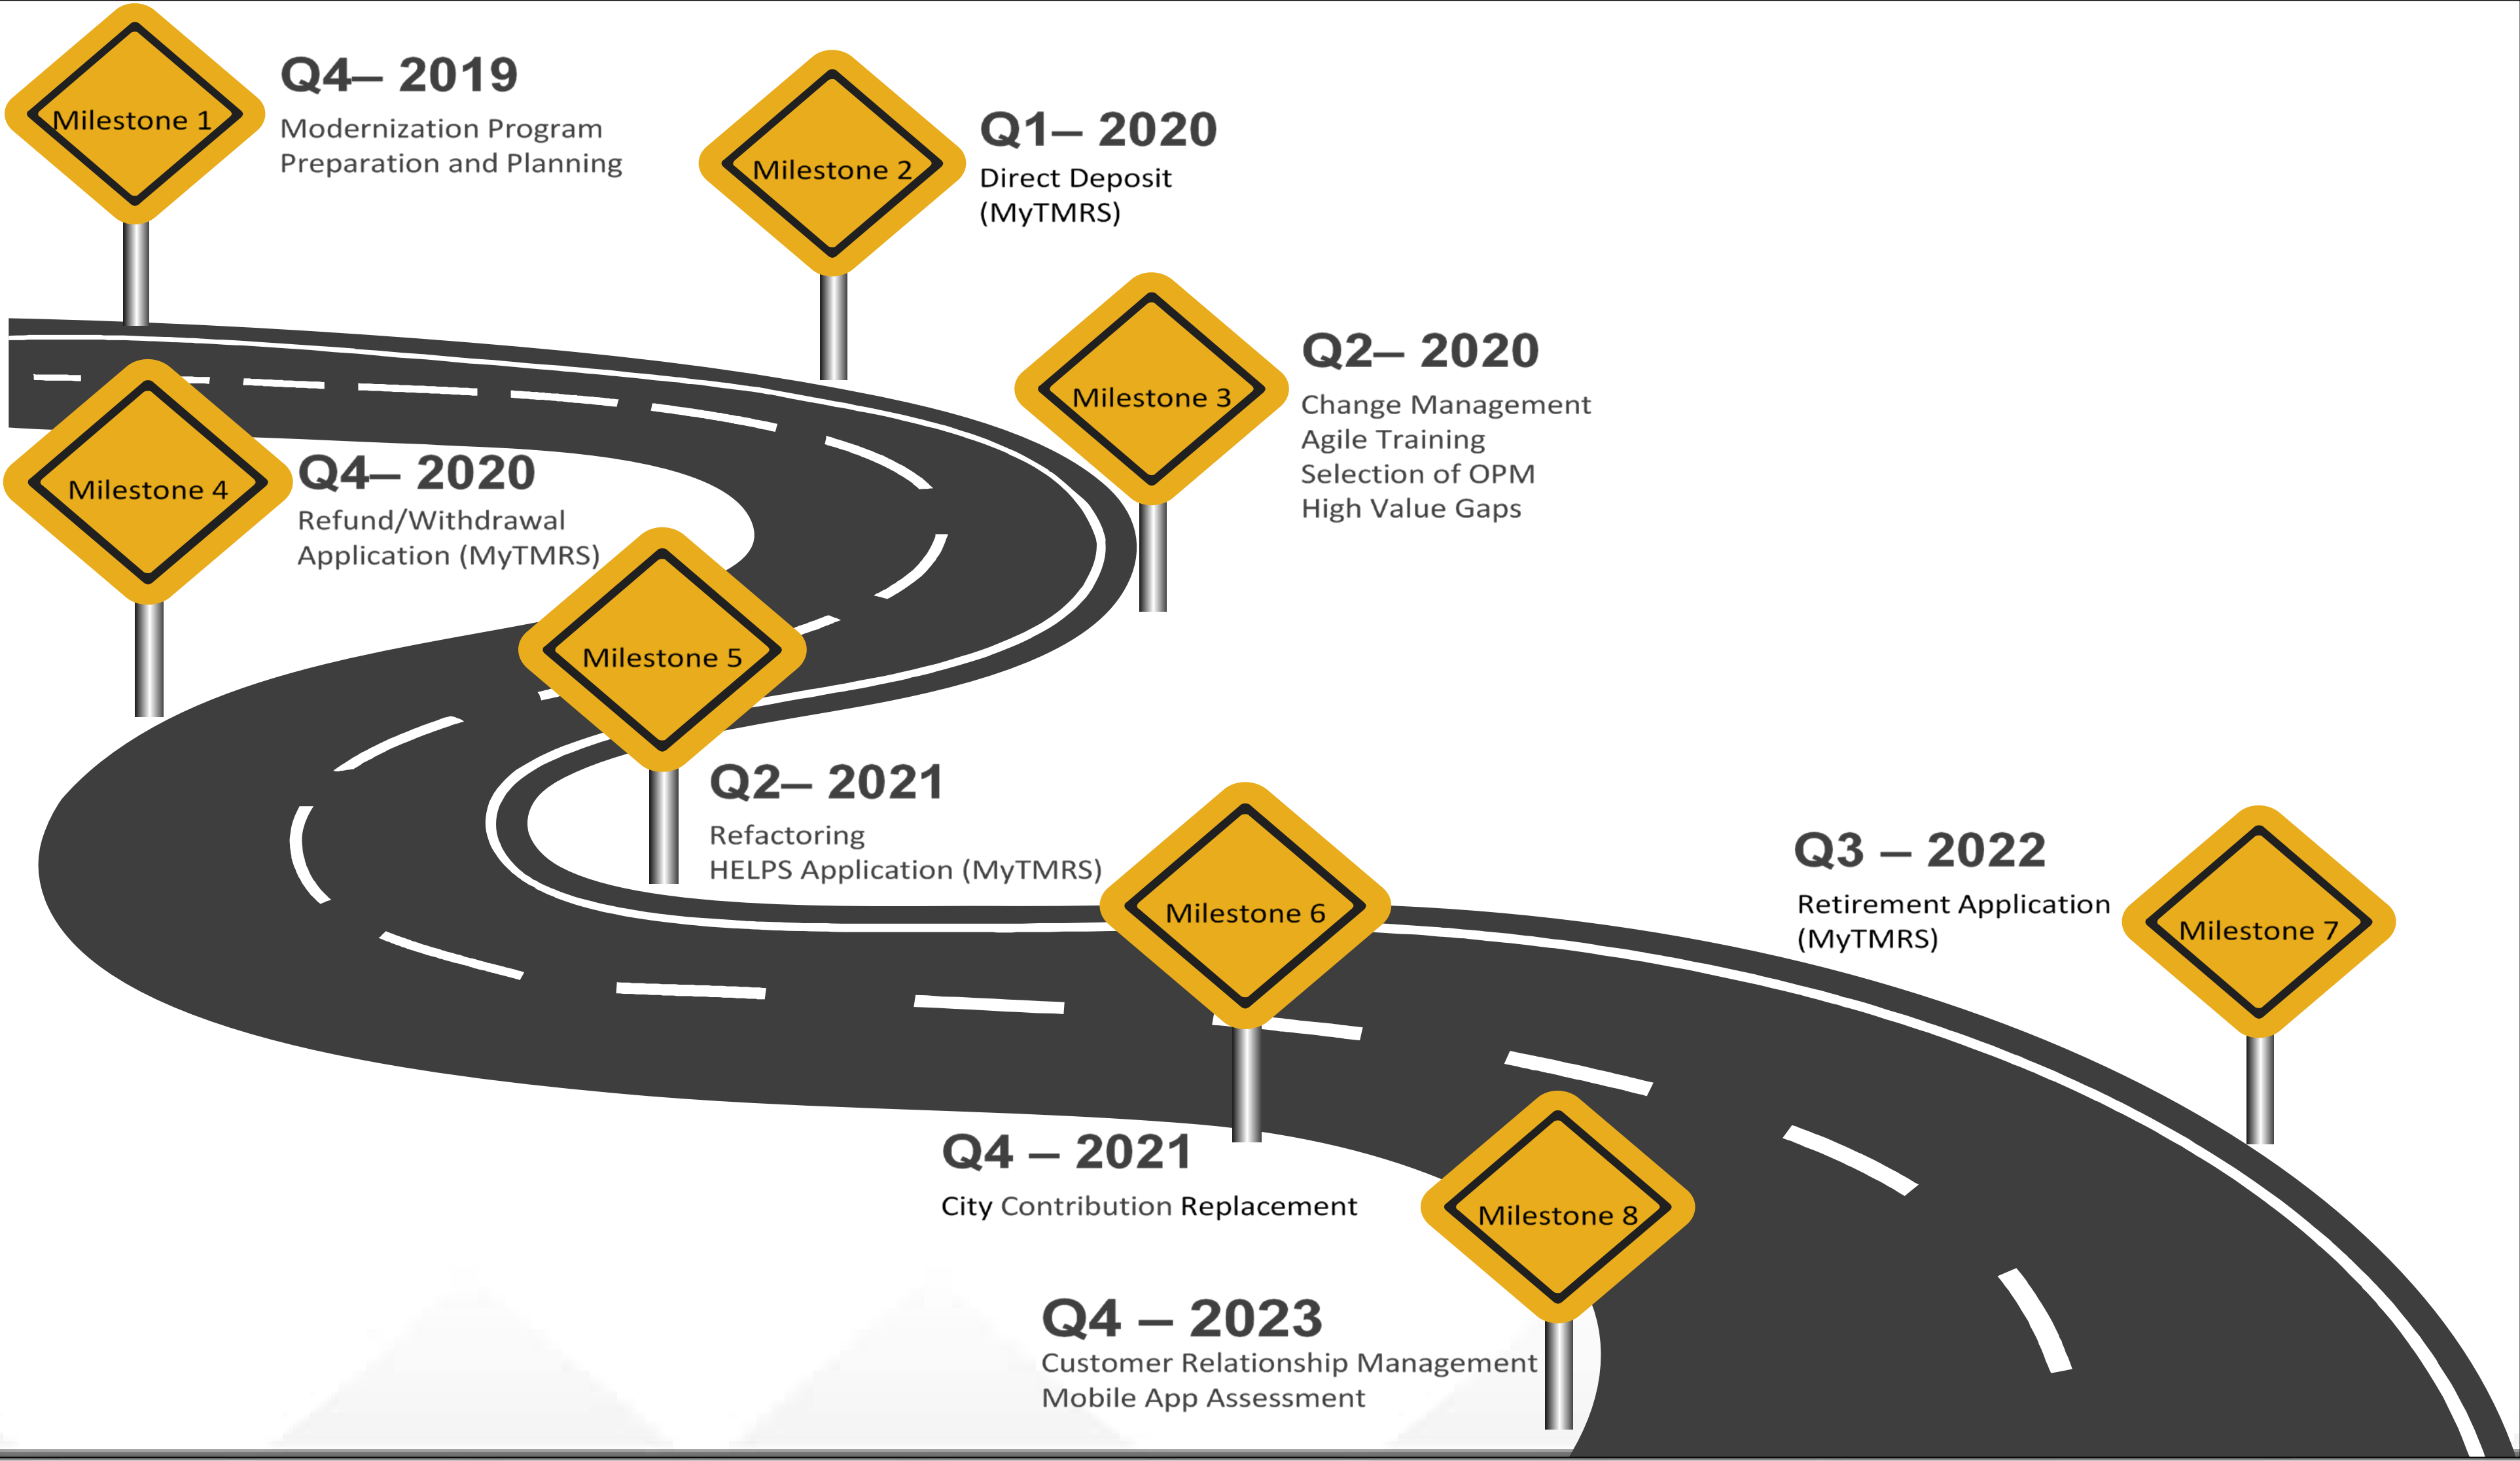 Milestone 1
Q4– 2019
Modernization Program
Preparation and Planning
Milestone 2
Q1– 2020
Direct Deposit
(MyTMRS)
Milestone 3
Q2– 2020
Change Management
Agile Training
Selection of OPM
High Value Gaps
Milestone 4
Q4– 2020
Refund/Withdrawal
Application (MyTMRS)
Milestone 5
Q2– 2021
Refactoring
HELPS Application (MyTMRS)
Milestone 6
Q4 – 2021
City Contribution Replacement
Q3 – 2022
Retirement Application
(MyTMRS)
Milestone 7
Milestone 8
Q4 – 2023
Customer Relationship Management
Mobile App Assessment